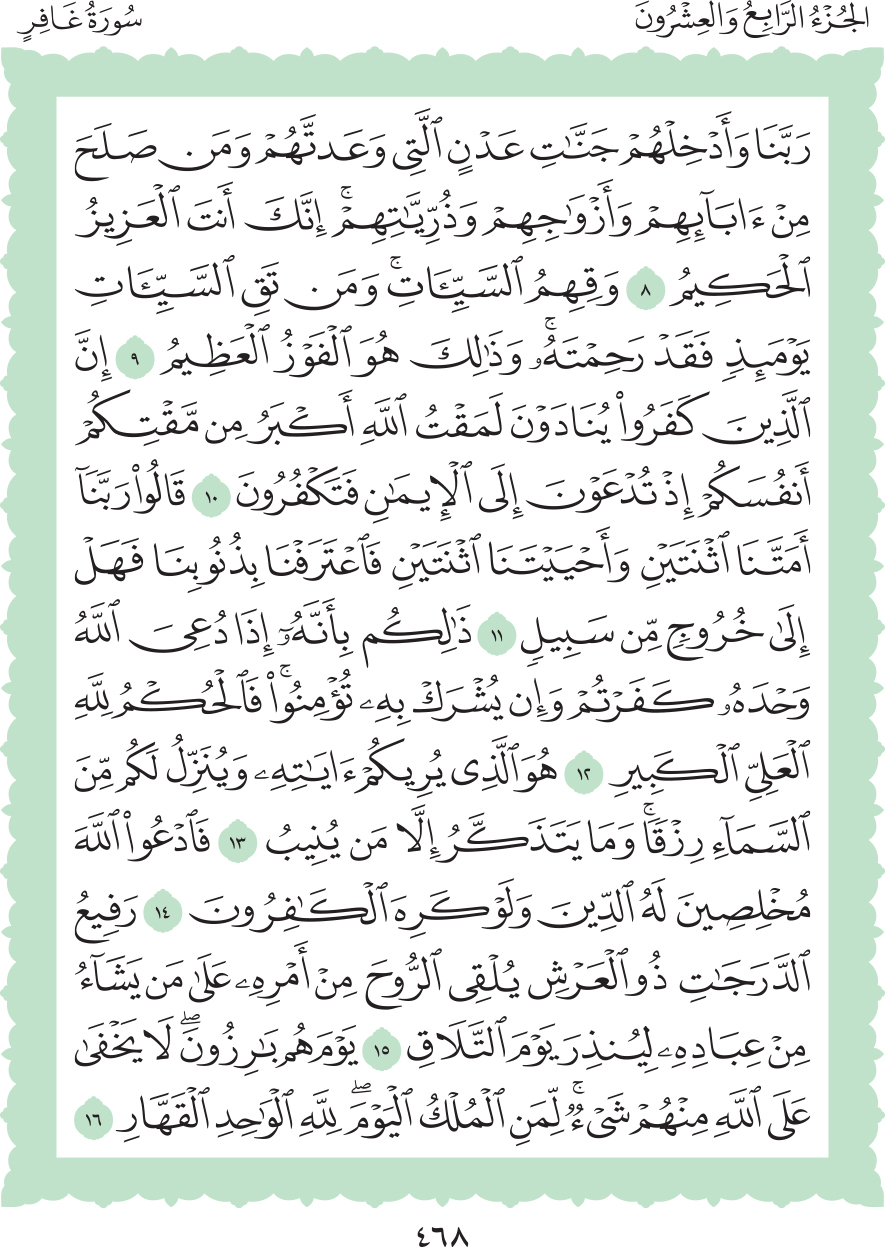 الجُزْءُ الرَّابِعُ وَالعِشْرُونَ
سُورَةُ غَافِرٍ
رَبَّنَا وَأَدۡخِلۡهُمۡ جَنَّٰتِ عَدۡنٍ ٱلَّتِي وَعَدتَّهُمۡ وَمَن صَلَحَ
مِنۡ ءَابَآئِهِمۡ وَأَزۡوَٰجِهِمۡ وَذُرِّيَّٰتِهِمۡۚ إِنَّكَ أَنتَ ٱلۡعَزِيزُ
ٱلۡحَكِيمُ ٨ وَقِهِمُ ٱلسَّيِّـَٔاتِۚ وَمَن تَقِ ٱلسَّيِّـَٔاتِ
يَوۡمَئِذٖ فَقَدۡ رَحِمۡتَهُۥۚ وَذَٰلِكَ هُوَ ٱلۡفَوۡزُ ٱلۡعَظِيمُ ٩ إِنَّ
ٱلَّذِينَ كَفَرُواْ يُنَادَوۡنَ لَمَقۡتُ ٱللَّهِ أَكۡبَرُ مِن مَّقۡتِكُمۡ
أَنفُسَكُمۡ إِذۡ تُدۡعَوۡنَ إِلَى ٱلۡإِيمَٰنِ فَتَكۡفُرُونَ ١٠ قَالُواْ رَبَّنَآ
أَمَتَّنَا ٱثۡنَتَيۡنِ وَأَحۡيَيۡتَنَا ٱثۡنَتَيۡنِ فَٱعۡتَرَفۡنَا بِذُنُوبِنَا فَهَلۡ
إِلَىٰ خُرُوجٖ مِّن سَبِيلٖ ١١ ذَٰلِكُم بِأَنَّهُۥٓ إِذَا دُعِيَ ٱللَّهُ
وَحۡدَهُۥ كَفَرۡتُمۡ وَإِن يُشۡرَكۡ بِهِۦ تُؤۡمِنُواْۚ فَٱلۡحُكۡمُ لِلَّهِ
ٱلۡعَلِيِّ ٱلۡكَبِيرِ ١٢ هُوَ ٱلَّذِي يُرِيكُمۡ ءَايَٰتِهِۦ وَيُنَزِّلُ لَكُم مِّنَ
ٱلسَّمَآءِ رِزۡقٗاۚ وَمَا يَتَذَكَّرُ إِلَّا مَن يُنِيبُ ١٣ فَٱدۡعُواْ ٱللَّهَ
مُخۡلِصِينَ لَهُ ٱلدِّينَ وَلَوۡ كَرِهَ ٱلۡكَٰفِرُونَ ١٤ رَفِيعُ
ٱلدَّرَجَٰتِ ذُو ٱلۡعَرۡشِ يُلۡقِي ٱلرُّوحَ مِنۡ أَمۡرِهِۦ عَلَىٰ مَن يَشَآءُ
مِنۡ عِبَادِهِۦ لِيُنذِرَ يَوۡمَ ٱلتَّلَاقِ ١٥ يَوۡمَ هُم بَٰرِزُونَۖ لَا يَخۡفَىٰ
عَلَى ٱللَّهِ مِنۡهُمۡ شَيۡءٞۚ لِّمَنِ ٱلۡمُلۡكُ ٱلۡيَوۡمَۖ لِلَّهِ ٱلۡوَٰحِدِ ٱلۡقَهَّارِ ١٦
٤٦٨